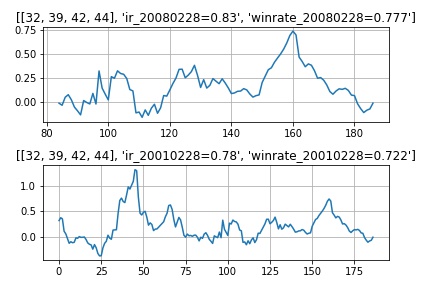 [[32, 39, 42, 44], 'ir_20080228=0.83', 'winrate_20080228=0.777']
0.75
0.50
0.25
0.00
80 100 120 140 160 180
[[32, 39, 42, 44], 'ir_20010228=0.78', 'winrate_20010228=0.722']
1.0
0.5
0.0
0 25 50 75 100 125 150 175